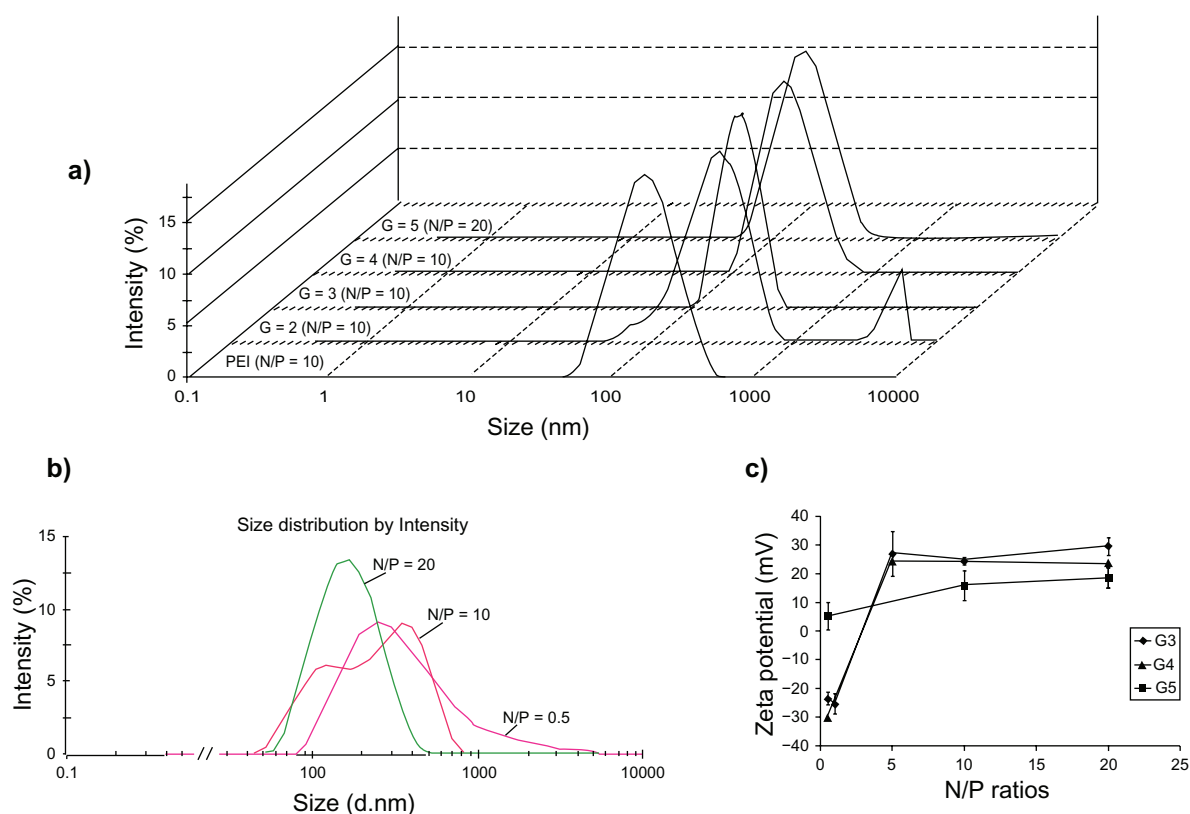 a)
Intensity (%)
15
10
5
0
G = 5 (N/P = 20)
G = 4 (N/P = 10)
G = 3 (N/P = 10)
G = 2 (N/P = 10)
PEI (N/P = 10)
0.1 1 10 100 1000 10000
Size (nm)
b)
Size distribution by Intensity
Intensity (%)
15
10
5
0
N/P = 20
N/P = 10
N/P = 0.5
0.1 // 100 1000 10000
Size (d.nm)
c)
Zeta potential (mV)
40
30
20
10
0
−10
−20
−30
−40
G3
G4
G5
0 5 10 15 20 25
N/P ratios